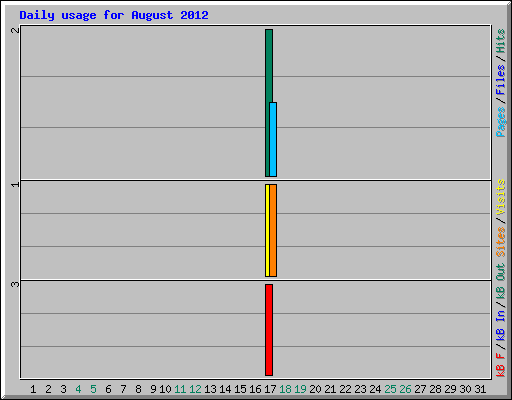 Daily usage for August 2012
2
Pages/Files/Hits
1
Sites/Visits
3
kB F/kB In/kB Out
1 2 3 4 5 6 7 8 9 10 11 12 13 14 15 16 17 18 19 20 21 22 23 24 25 26 27 28 29 30 31